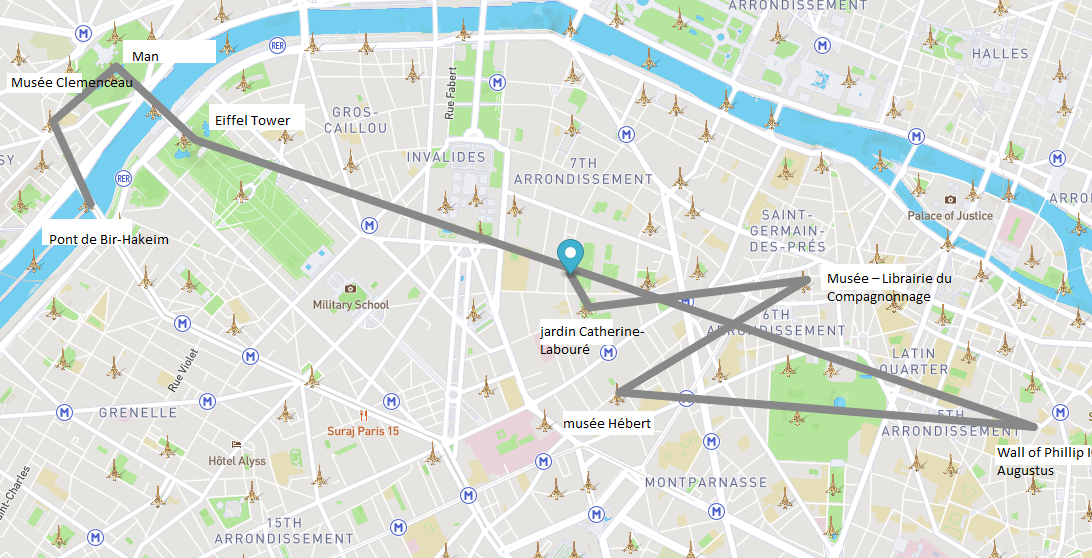 ARRONDISSEMENT
M
M
RER
HALLES
Man
Musée Clemenceau
M
Rue Fabert
Eiffel Tower
GROS-
CAILLOU
M
M
INVALIDES
7TH
ARRONDISSEMENT
M
SY
RER
ARRO
Palace of Justice
SAINT-
GERMAIN-
DES-PRÉS
M
Pont de Bir-Hakeim
Musée – Librairie du
Compagnonnage
Military School
M
6TH
ARRONDISSEMENT
M
jardin Catherine-
Labouré
M
M
LATIN
QUARTER
Rue Violet
M
M
M
M
GRENELLE
M
5TH
ARRONDISSEMENT
musée Hébert
Suraj Paris 15
M
Hôtel Alyss
Wall of Phillip I
Augustus
M
MONTPARNASSE
int-Charles
M
M
M
15TH
ARRONDISSEMENT
M
M